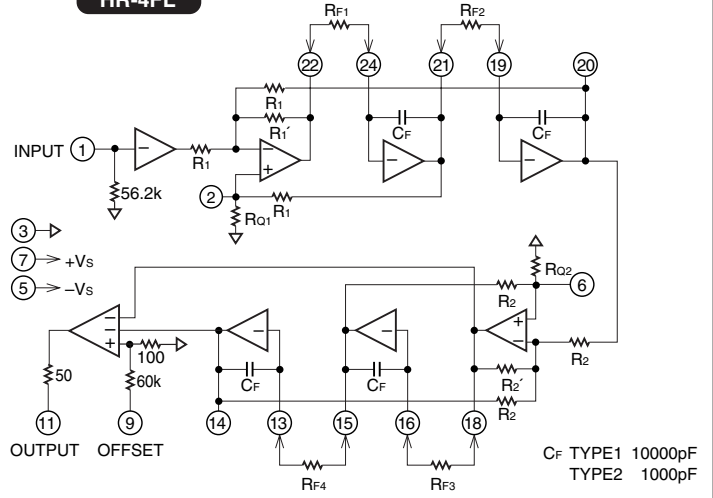 HR-4FL
RF1
RF2
22
24
21
19
20
R1
R1´
CF
CF
INPUT 1
R1
56.2k
2
R1
RQ1
3
7 +Vs
5 −Vs
RQ2
6
R2
R2
100
60k
50
CF
CF
R2´
R2
11
9
14
13
15
16
18
OUTPUT OFFSET
RF4
RF3
CF TYPE1 10000pF
TYPE2 1000pF